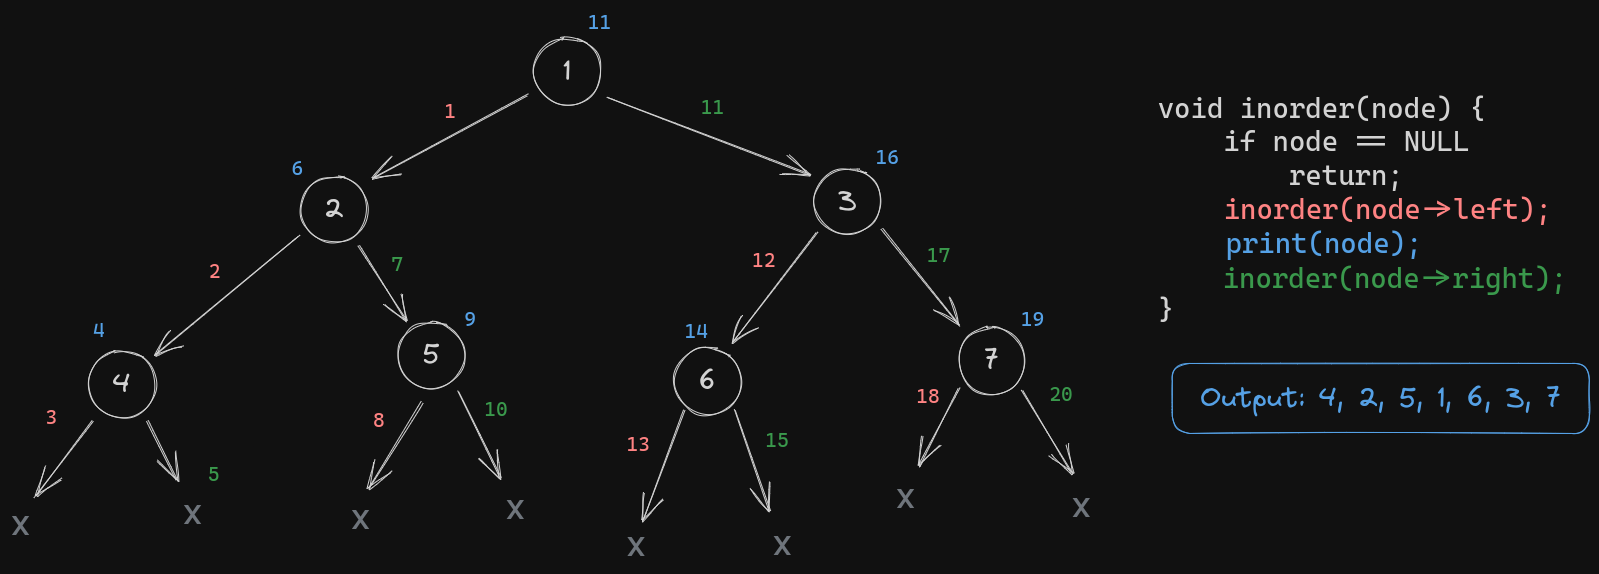 11
1
1
11
6
16
2
3
2
7
12
17
4
9
14
19
4
5
6
7
3
5
8
10
13
15
18
20
X
X
X
X
X
X
X
X
void inorder(node) {
if node == NULL
return;
inorder(node->left);
print(node);
inorder(node->right);
}
Output: 4, 2, 5, 1, 6, 3, 7